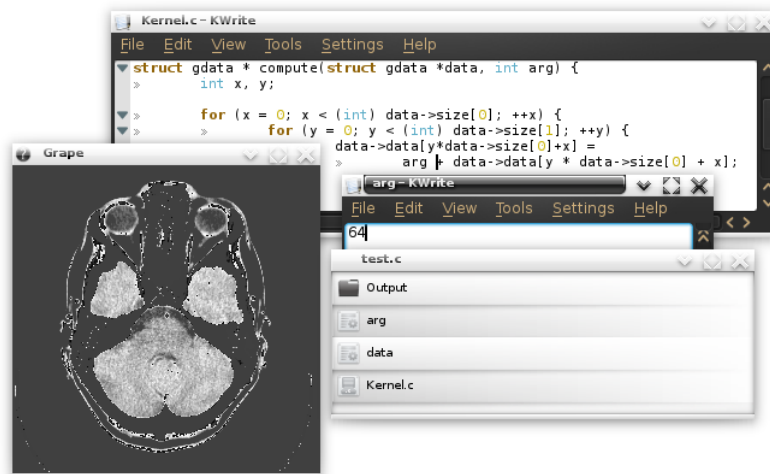 Kernel.c – KWrite
File Edit View Tools Settings Help
struct gdata * compute(struct gdata *data, int arg) {
int x, y;
for (x = 0; x < (int) data->size[0]; ++x) {
for (y = 0; y < (int) data->size[1]; ++y) {
data->data[y*data->size[0]+x] =
arg + data->data[y * data->size[0] + x];
Grape
arg – KWrite
File Edit View Tools Settings Help
64
test.c
Output
arg
data
Kernel.c